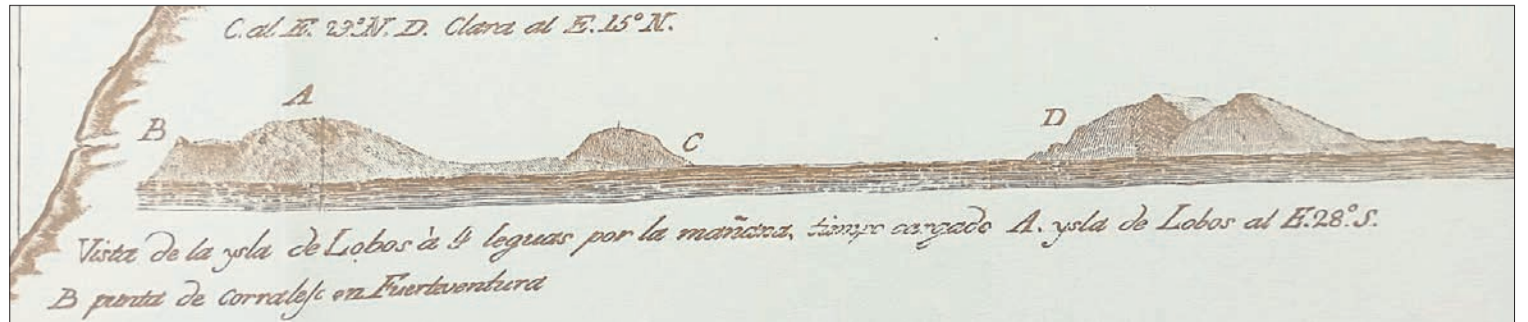 C. al E. 23° N. D. Clara al E. 15° N.
A
B
C
D
Vista de la ysla de Lobos à 4 leguas por la mañana, tiempo cargado A. ysla de Lobos al E. 28° S.
B punta de Corralesc en Fuerteventura